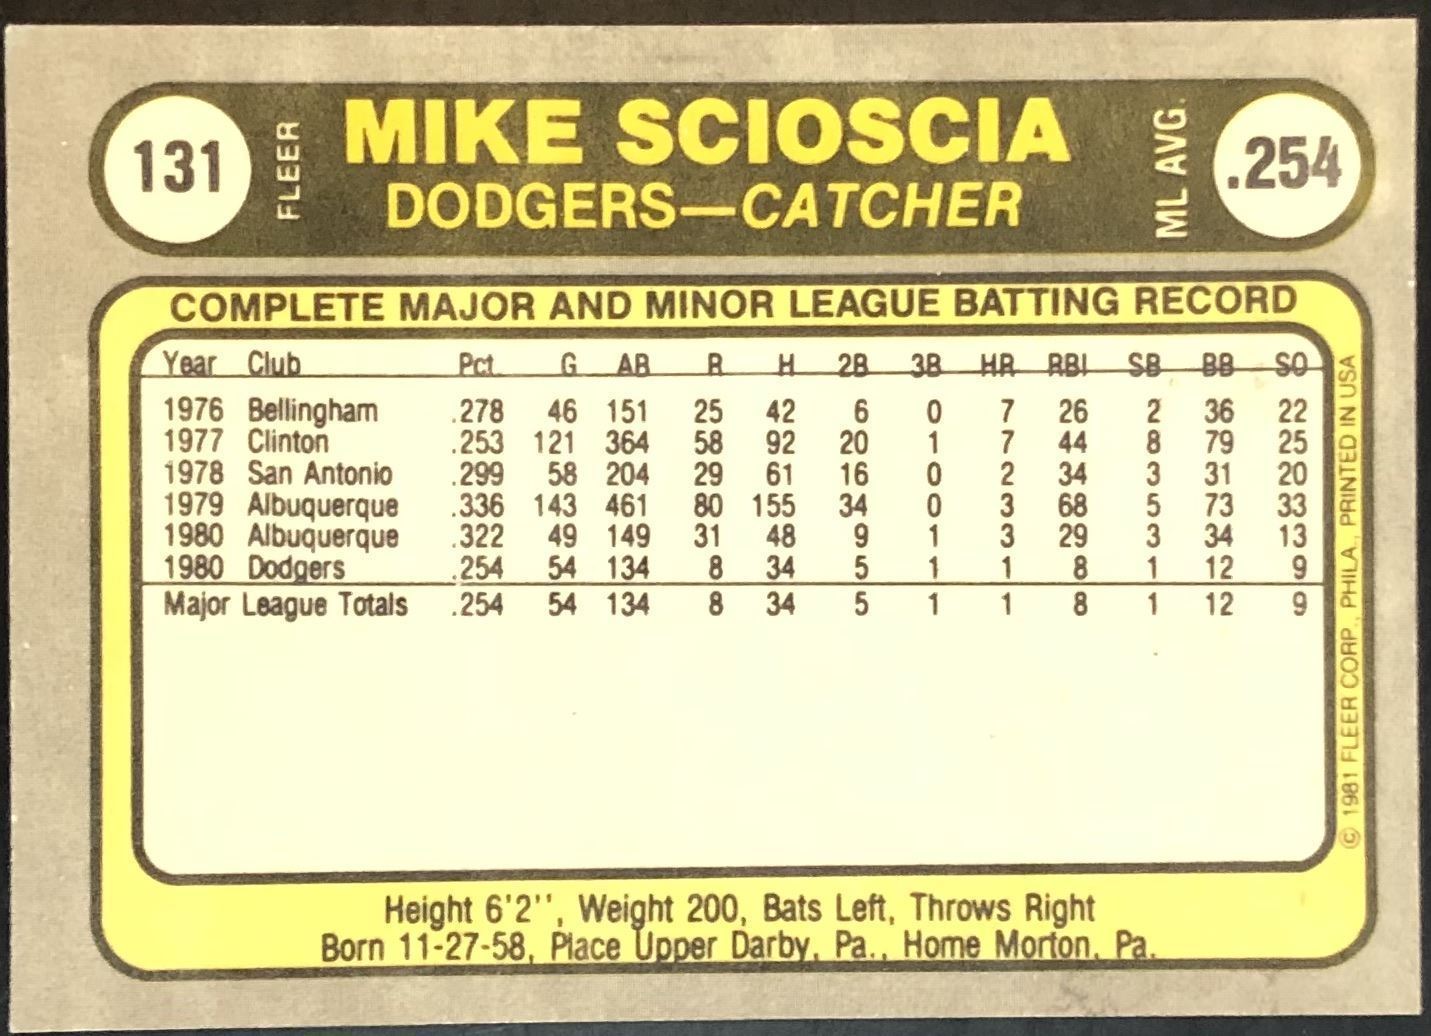 131 FLEER MIKE SCIOSCIA ML AVG. .254
DODGERS—CATCHER
COMPLETE MAJOR AND MINOR LEAGUE BATTING RECORD
Year Club Pct G AB R H 2B 3B HR RBI SB BB SO
1976 Bellingham .278 46 151 25 42 6 0 7 26 2 36 22
1977 Clinton .253 121 364 58 92 20 1 7 44 8 79 25
1978 San Antonio .299 58 204 29 61 16 0 2 34 3 31 20
1979 Albuquerque .336 143 461 80 155 34 0 3 68 5 73 33
1980 Albuquerque .322 49 149 31 48 9 1 3 29 3 34 13
1980 Dodgers .254 54 134 8 34 5 1 1 8 1 12 9
Major League Totals .254 54 134 8 34 5 1 1 8 1 12 9
© 1981 FLEER CORP., PHILA., PRINTED IN USA
Height 6'2'', Weight 200, Bats Left, Throws Right
Born 11-27-58, Place Upper Darby, Pa., Home Morton, Pa.